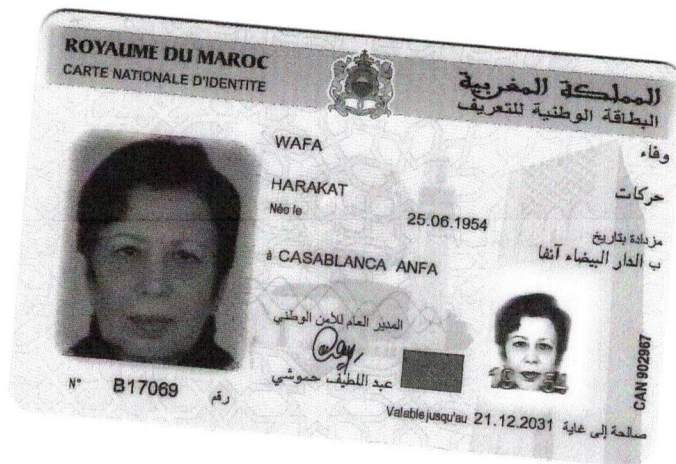 ROYAUME DU MAROC
المملكة المغربية
CARTE NATIONALE D'IDENTITE
البطاقة الوطنية للتعريف
WAFA
وفاء
HARAKAT
حركات
Née le
25.06.1954
مزدادة بتاريخ
à CASABLANCA ANFA
ب الدار البيضاء آنفا
المدير العام للأمن الوطني
عبد اللطيف حموشي
N° B17069 رقم
Valable jusqu'au 21.12.2031 صالحة إلى غاية
CAN 902967